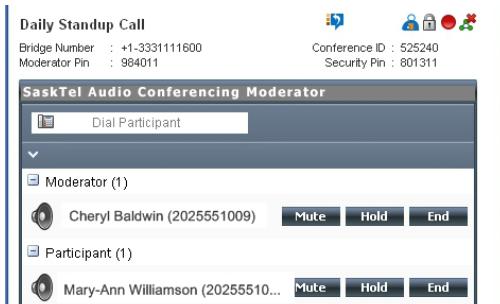 Daily Standup Call
Bridge Number : +1-3331111600 Conference ID : 525240
Moderator Pin : 984011 Security Pin : 801311
SaskTel Audio Conferencing Moderator
Dial Participant
Moderator (1)
Cheryl Baldwin (2025551009) Mute Hold End
Participant (1)
Mary-Ann Williamson (20255510... Mute Hold End